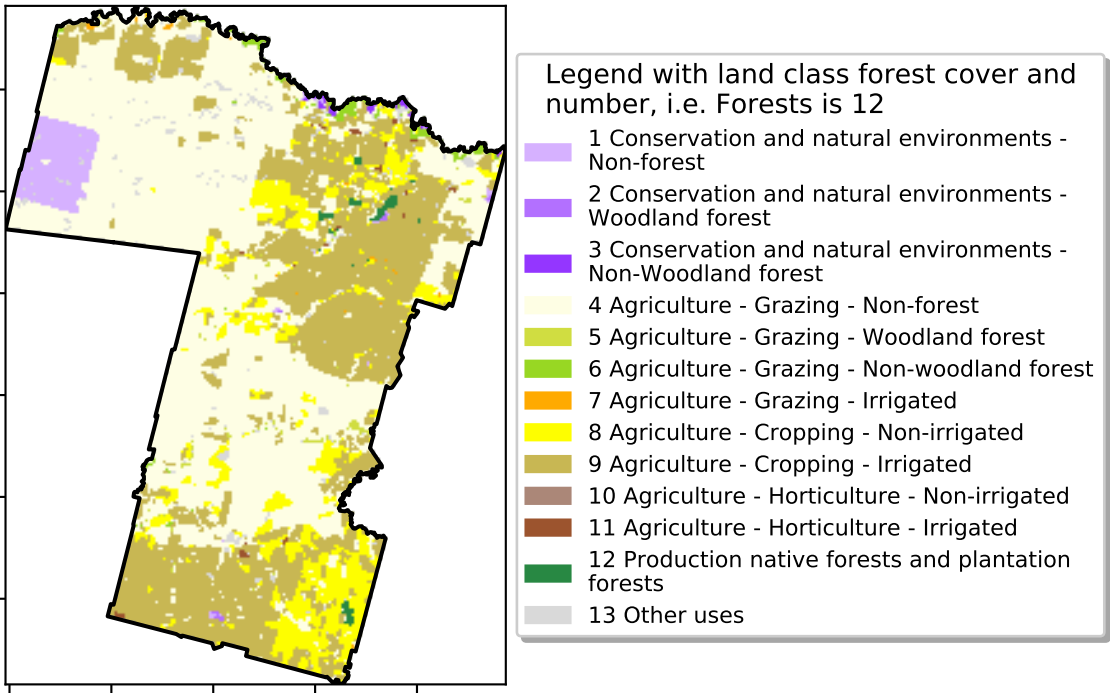 Legend with land class forest cover and
number, i.e. Forests is 12
1 Conservation and natural environments -
Non-forest
2 Conservation and natural environments -
Woodland forest
3 Conservation and natural environments -
Non-Woodland forest
4 Agriculture - Grazing - Non-forest
5 Agriculture - Grazing - Woodland forest
6 Agriculture - Grazing - Non-woodland forest
7 Agriculture - Grazing - Irrigated
8 Agriculture - Cropping - Non-irrigated
9 Agriculture - Cropping - Irrigated
10 Agriculture - Horticulture - Non-irrigated
11 Agriculture - Horticulture - Irrigated
12 Production native forests and plantation
forests
13 Other uses